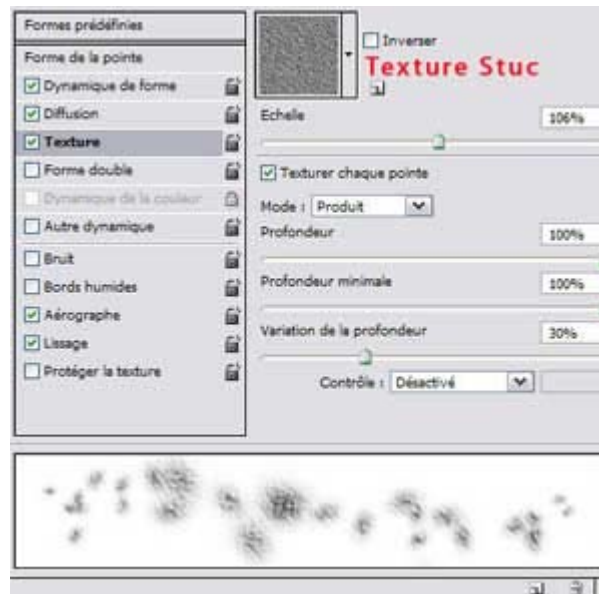 Formes prédéfinies
Forme de la pointe
Dynamique de forme
Diffusion
Texture
Forme double
Dynamique de la couleur
Autre dynamique
Bruit
Bords humides
Aérographe
Lissage
Protéger la texture
Inverser
Texture Stuc
Echelle 106%
Texturer chaque pointe
Mode : Produit
Profondeur 100%
Profondeur minimale 100%
Variation de la profondeur 30%
Contrôle : Désactivé